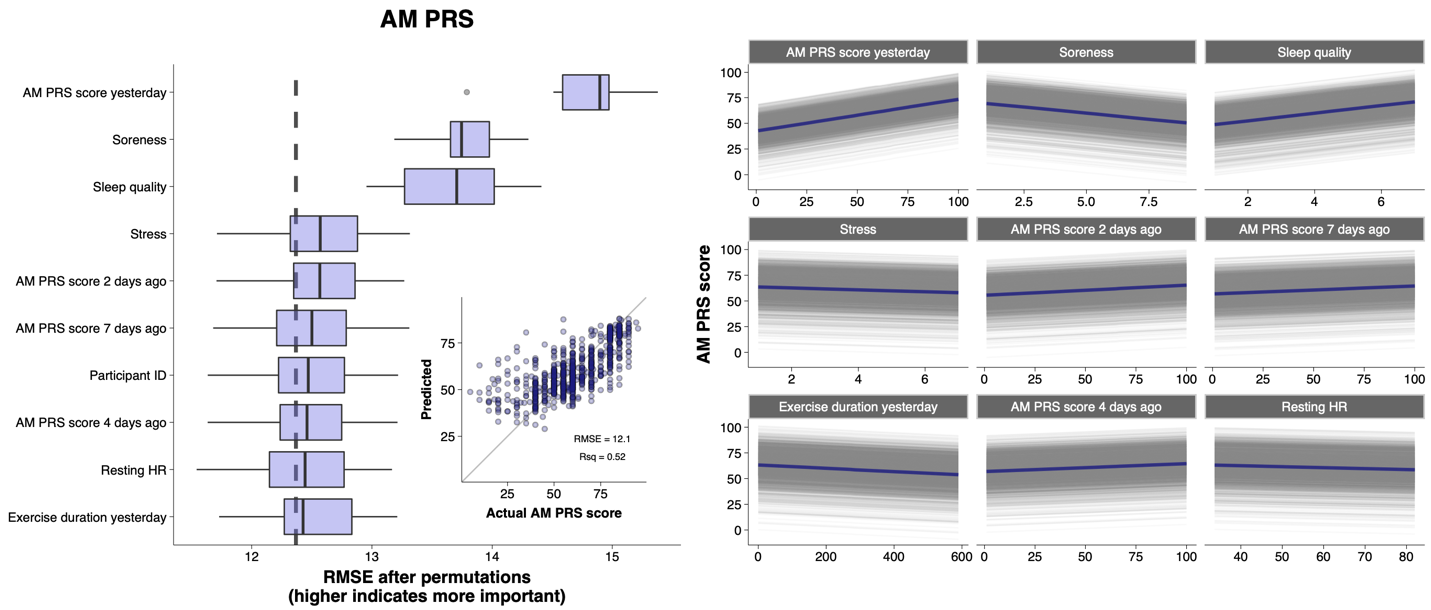 AM PRS
AM PRS score yesterday
Soreness
Sleep quality
Stress
AM PRS score 2 days ago
AM PRS score 7 days ago
Participant ID
AM PRS score 4 days ago
Resting HR
Exercise duration yesterday
12 13 14 15
RMSE after permutations
(higher indicates more important)
Predicted
75
50
25
RMSE = 12.1
Rsq = 0.52
25 50 75
Actual AM PRS score
AM PRS score
AM PRS score yesterday Soreness Sleep quality
100
75
50
25
0
0 25 50 75 100 2.5 5.0 7.5 2 4 6
Stress AM PRS score 2 days ago AM PRS score 7 days ago
100
75
50
25
0
2 4 6 0 25 50 75 100 0 25 50 75 100
Exercise duration yesterday AM PRS score 4 days ago Resting HR
100
75
50
25
0
0 200 400 600 0 25 50 75 100 40 50 60 70 80